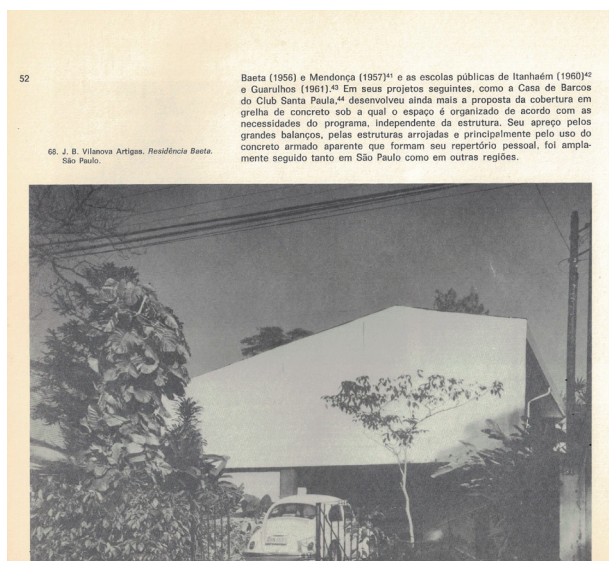 52
Baeta (1956) e Mendonça (1957)⁴¹ e as escolas públicas de Itanhaém (1960)⁴²
e Guarulhos (1961).⁴³ Em seus projetos seguintes, como a Casa de Barcos
do Club Santa Paula,⁴⁴ desenvolveu ainda mais a proposta da cobertura em
grelha de concreto sob a qual o espaço é organizado de acordo com as
necessidades do programa, independente da estrutura. Seu apreço pelos
grandes balanços, pelas estruturas arrojadas e principalmente pelo uso do
concreto armado aparente que formam seu repertório pessoal, foi ampla-
mente seguido tanto em São Paulo como em outras regiões.
68. J. B. Vilanova Artigas. Residência Baeta.
São Paulo.